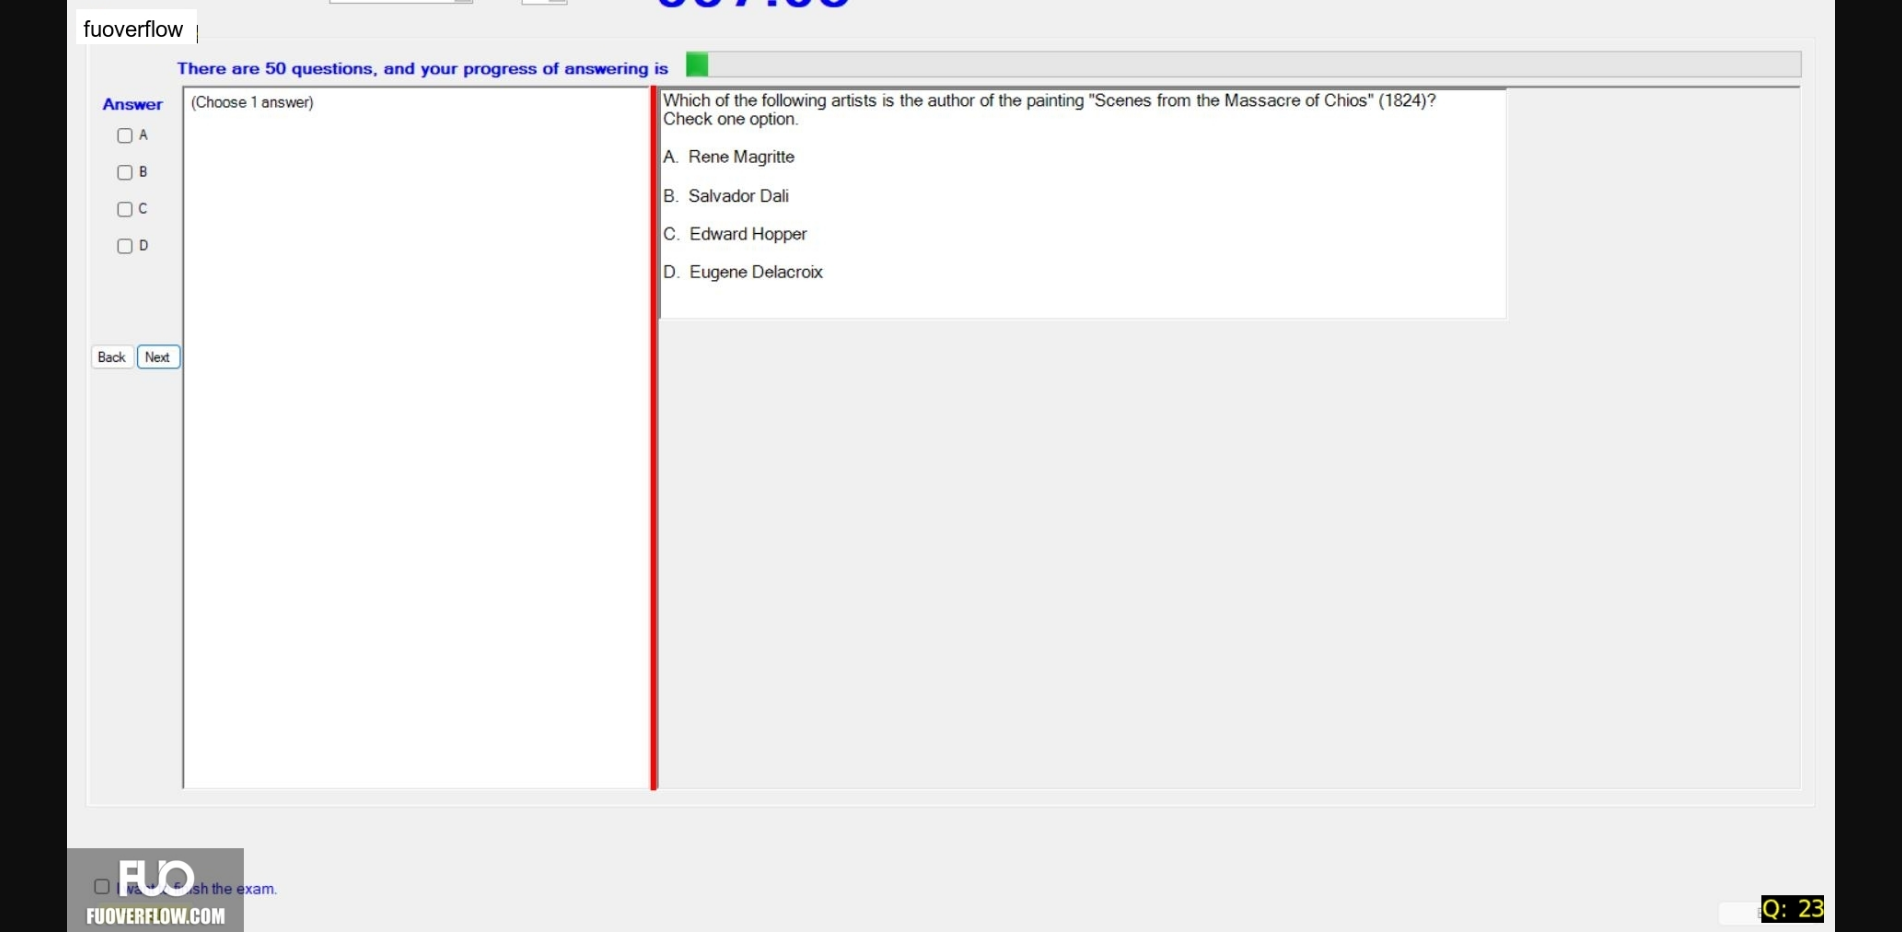 fuoverflow
There are 50 questions, and your progress of answering is
Answer
(Choose 1 answer)
A
B
C
D
Back
Next
Which of the following artists is the author of the painting "Scenes from the Massacre of Chios" (1824)?
Check one option.
A. Rene Magritte
B. Salvador Dali
C. Edward Hopper
D. Eugene Delacroix
FUO
sh the exam.
FUOVERFLOW.COM
Q: 23